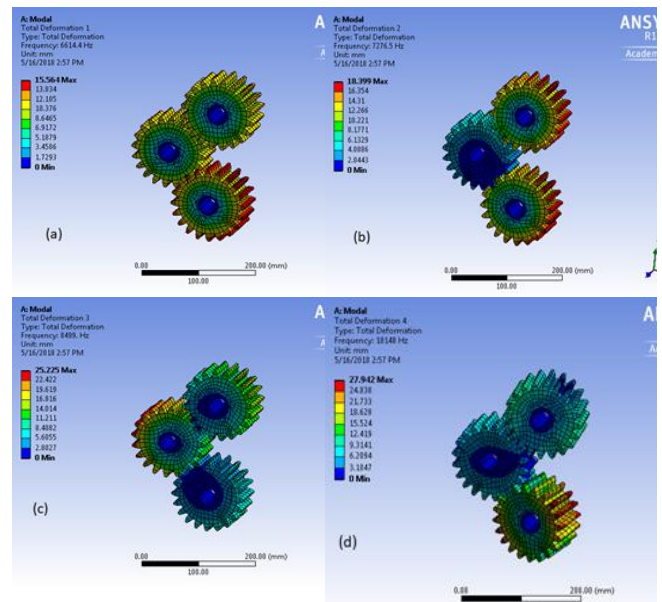 A: Modal
Total Deformation 1
Type: Total Deformation
Frequency: 6614.4 Hz
Unit: mm
5/16/2018 2:57 PM
15.564 Max
13.834
12.105
10.376
8.6465
6.9172
5.1879
3.4586
1.7293
0 Min
(a)
0.00
200.00 (mm)
100.00
A: Modal
Total Deformation 2
Type: Total Deformation
Frequency: 7276.5 Hz
Unit: mm
5/16/2018 2:57 PM
ANSY
R1
Academ
18.399 Max
16.354
14.31
12.266
10.221
8.1771
6.1329
4.0886
2.0443
0 Min
(b)
0.00
200.00 (mm)
100.00
A: Modal
Total Deformation 3
Type: Total Deformation
Frequency: 8489. Hz
Unit: mm
5/16/2018 2:57 PM
25.225 Max
22.422
19.619
16.816
14.014
11.211
8.4082
5.6055
2.8027
0 Min
(c)
0.00
200.00 (mm)
100.00
A: Modal
Total Deformation 4
Type: Total Deformation
Unit: mm
5/16/2018 2:57 PM
27.942 Max
24.838
21.733
18.628
15.524
12.419
9.3141
6.2094
3.1047
0 Min
(d)
0.00
200.00 (mm)
100.00